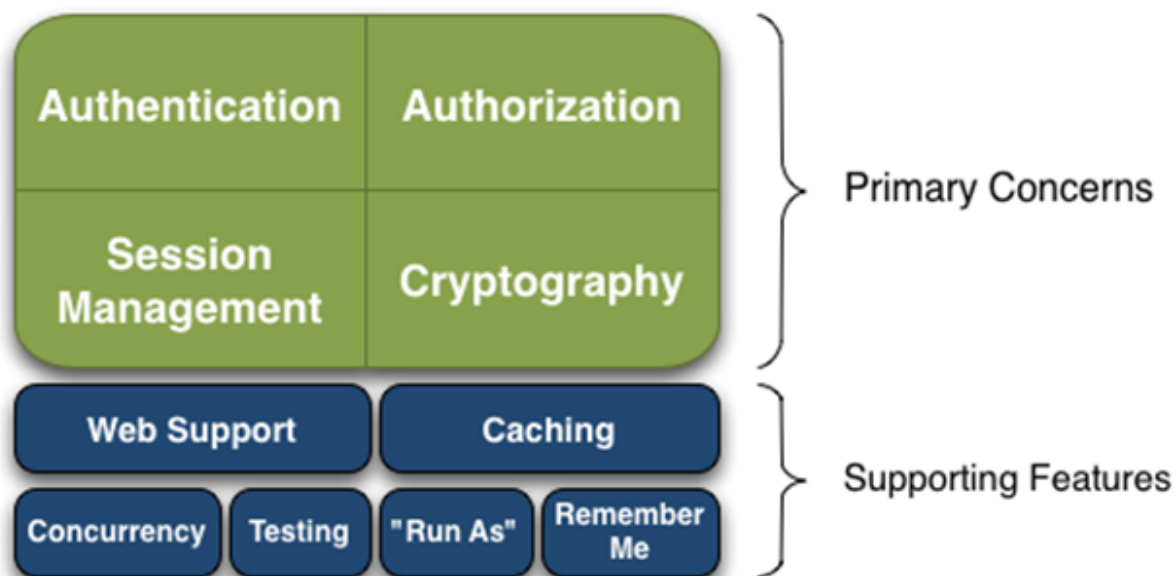 Authentication
Authorization
Primary Concerns
Session
Management
Cryptography
Web Support
Caching
Supporting Features
Concurrency
Testing
"Run As"
Remember
Me